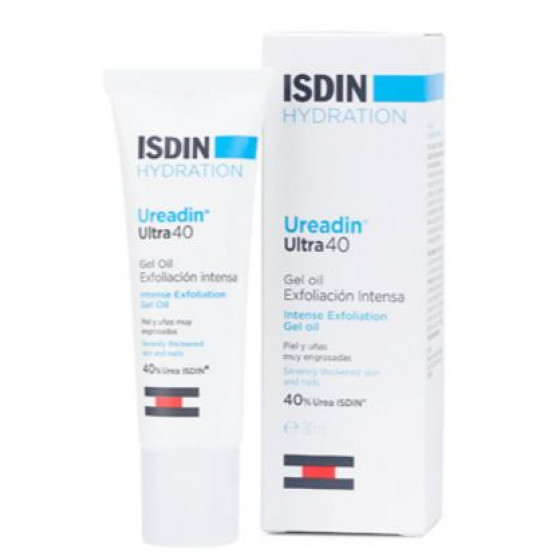 ISDIN
HYDRATION
Ureadin®
Ultra40
Gel Oil
Exfoliación intensa
Intense Exfoliation
Gel Oil
Piel y uñas muy
engrosadas
Severely thickened
skin and nails
40% Urea ISDIN®
ISDIN
HYDRATION
Ureadin®
Ultra40
Gel oil
Exfoliación Intensa
Intense Exfoliation
Gel oil
Piel y uñas
muy engrosadas
Severely thickened skin
and nails
40% Urea ISDIN®
e 30ml